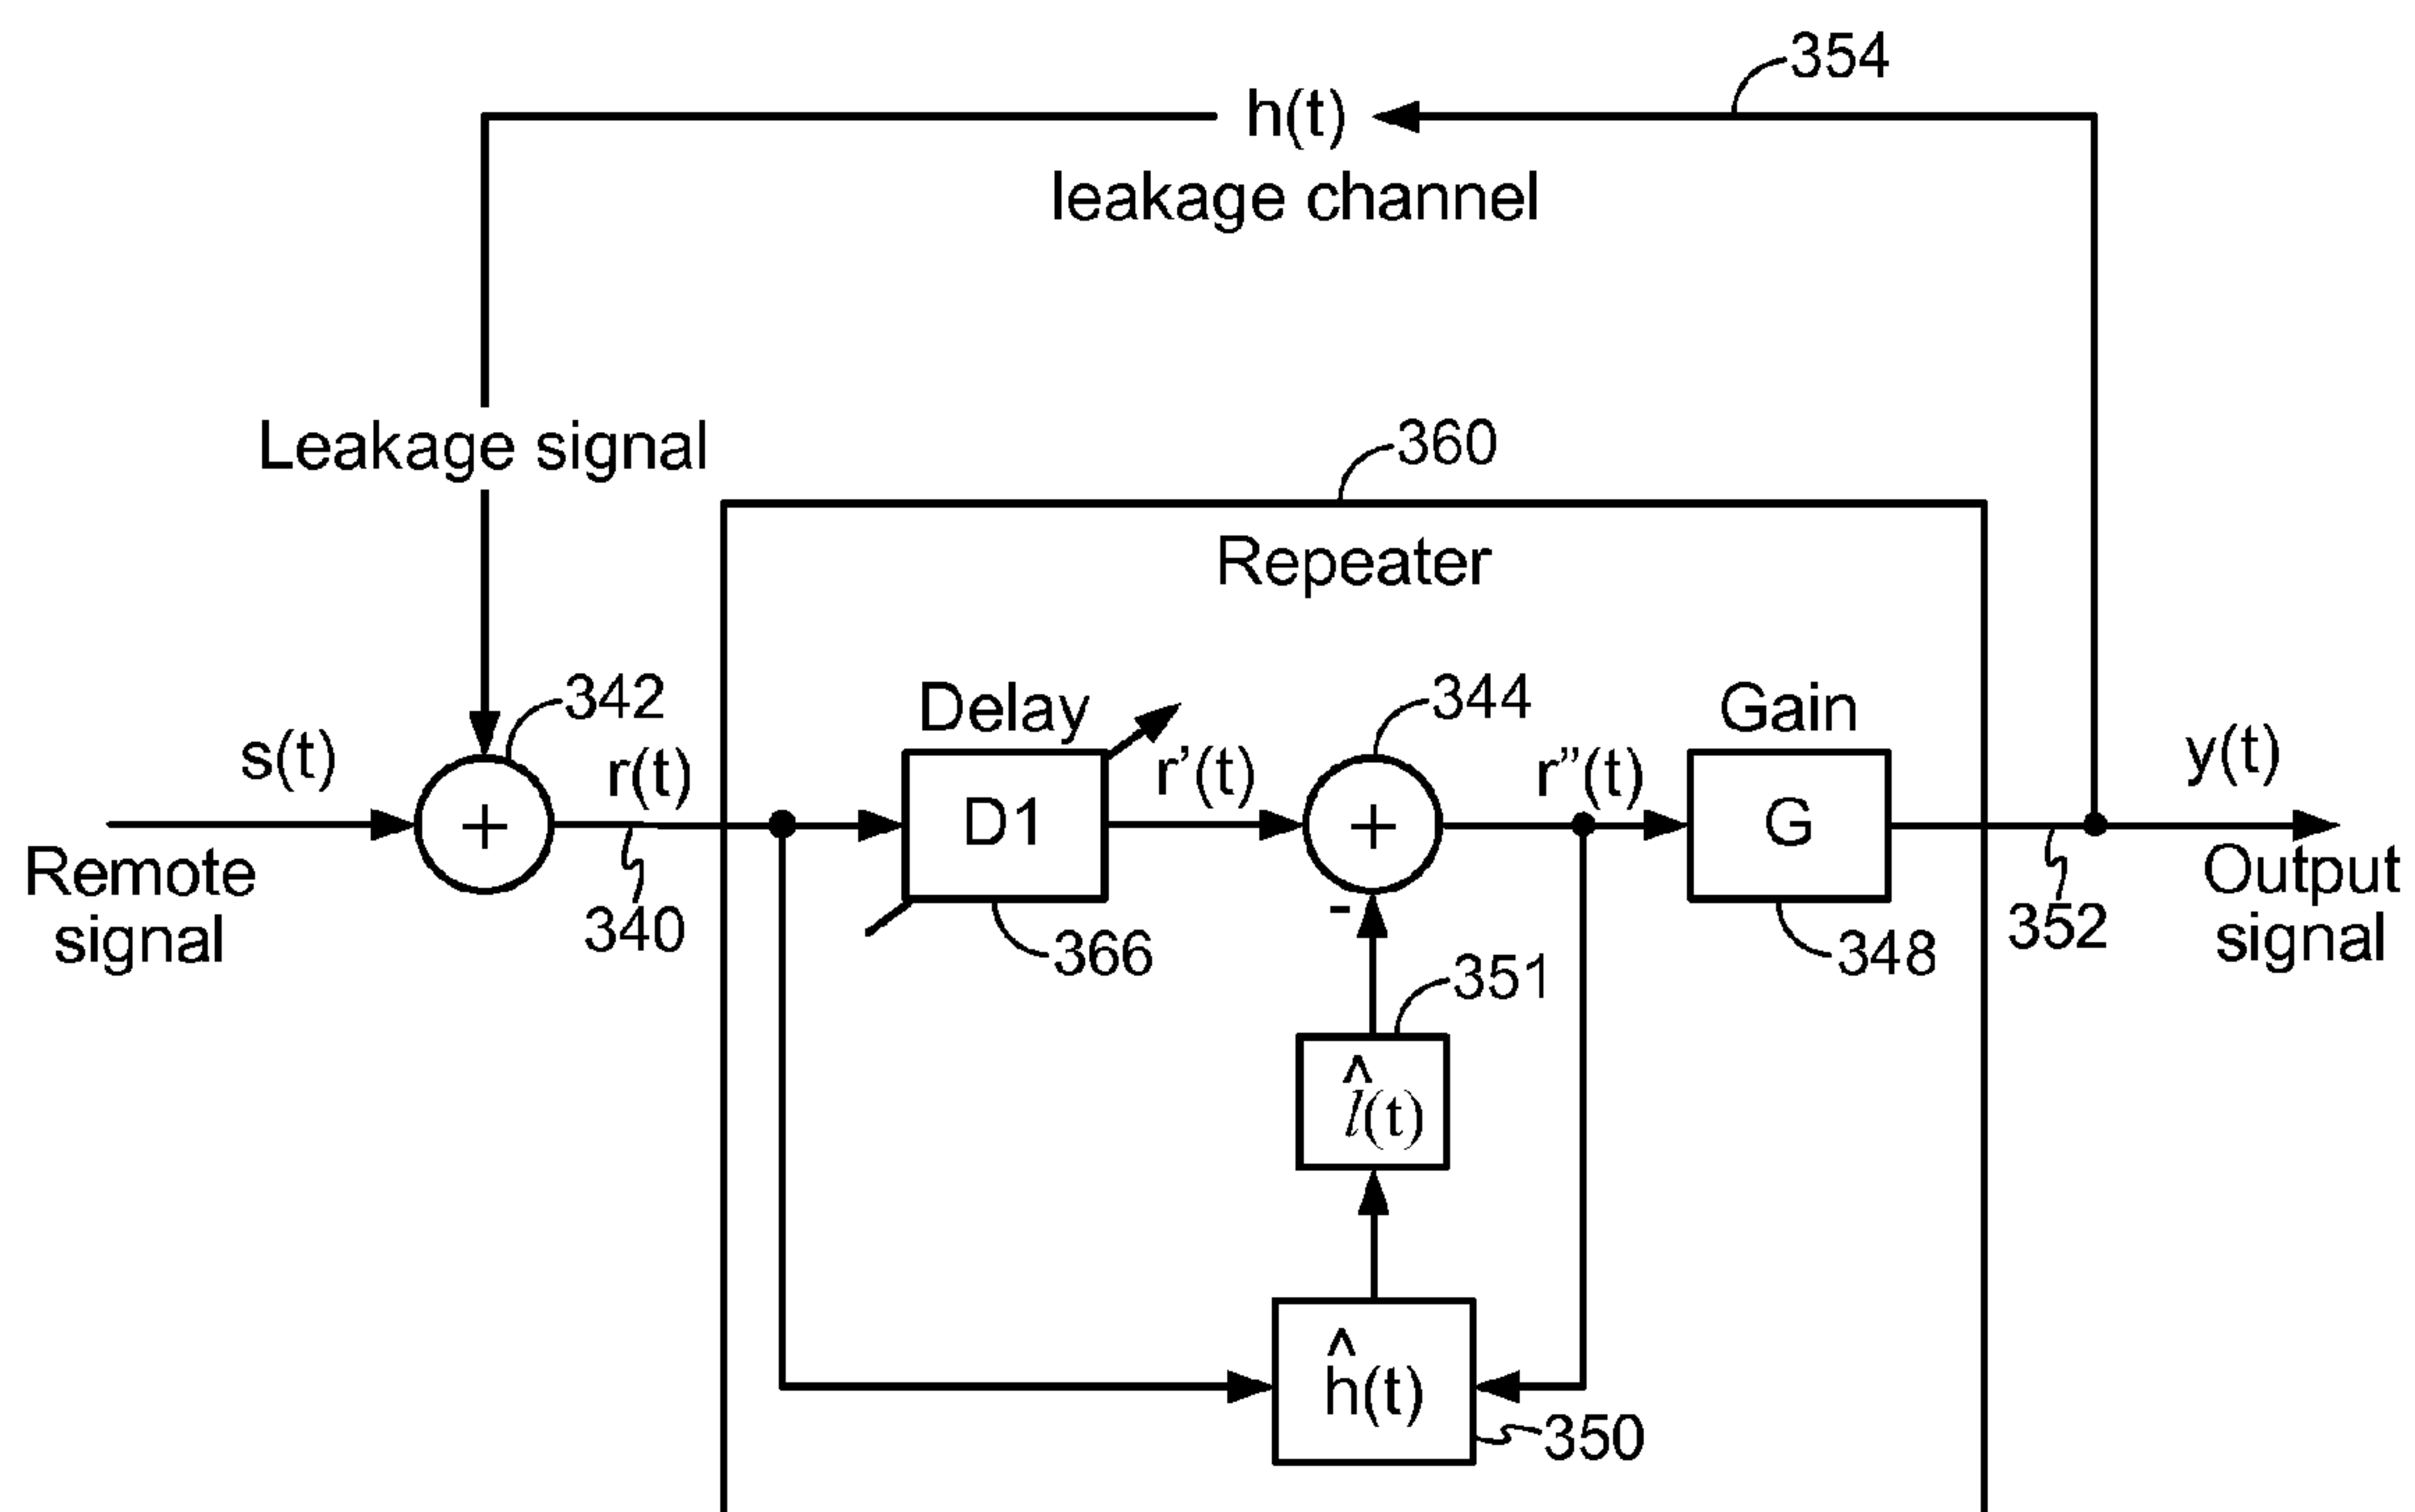 354
h(t)
leakage channel
Leakage signal
360
Repeater
342
Delay
344
Gain
s(t)
r(t)
r’(t)
r”(t)
y(t)
+
D1
+
G
Remote
signal
340
366
-
348
352
Output
signal
351
l̂(t)
ĥ(t)
350